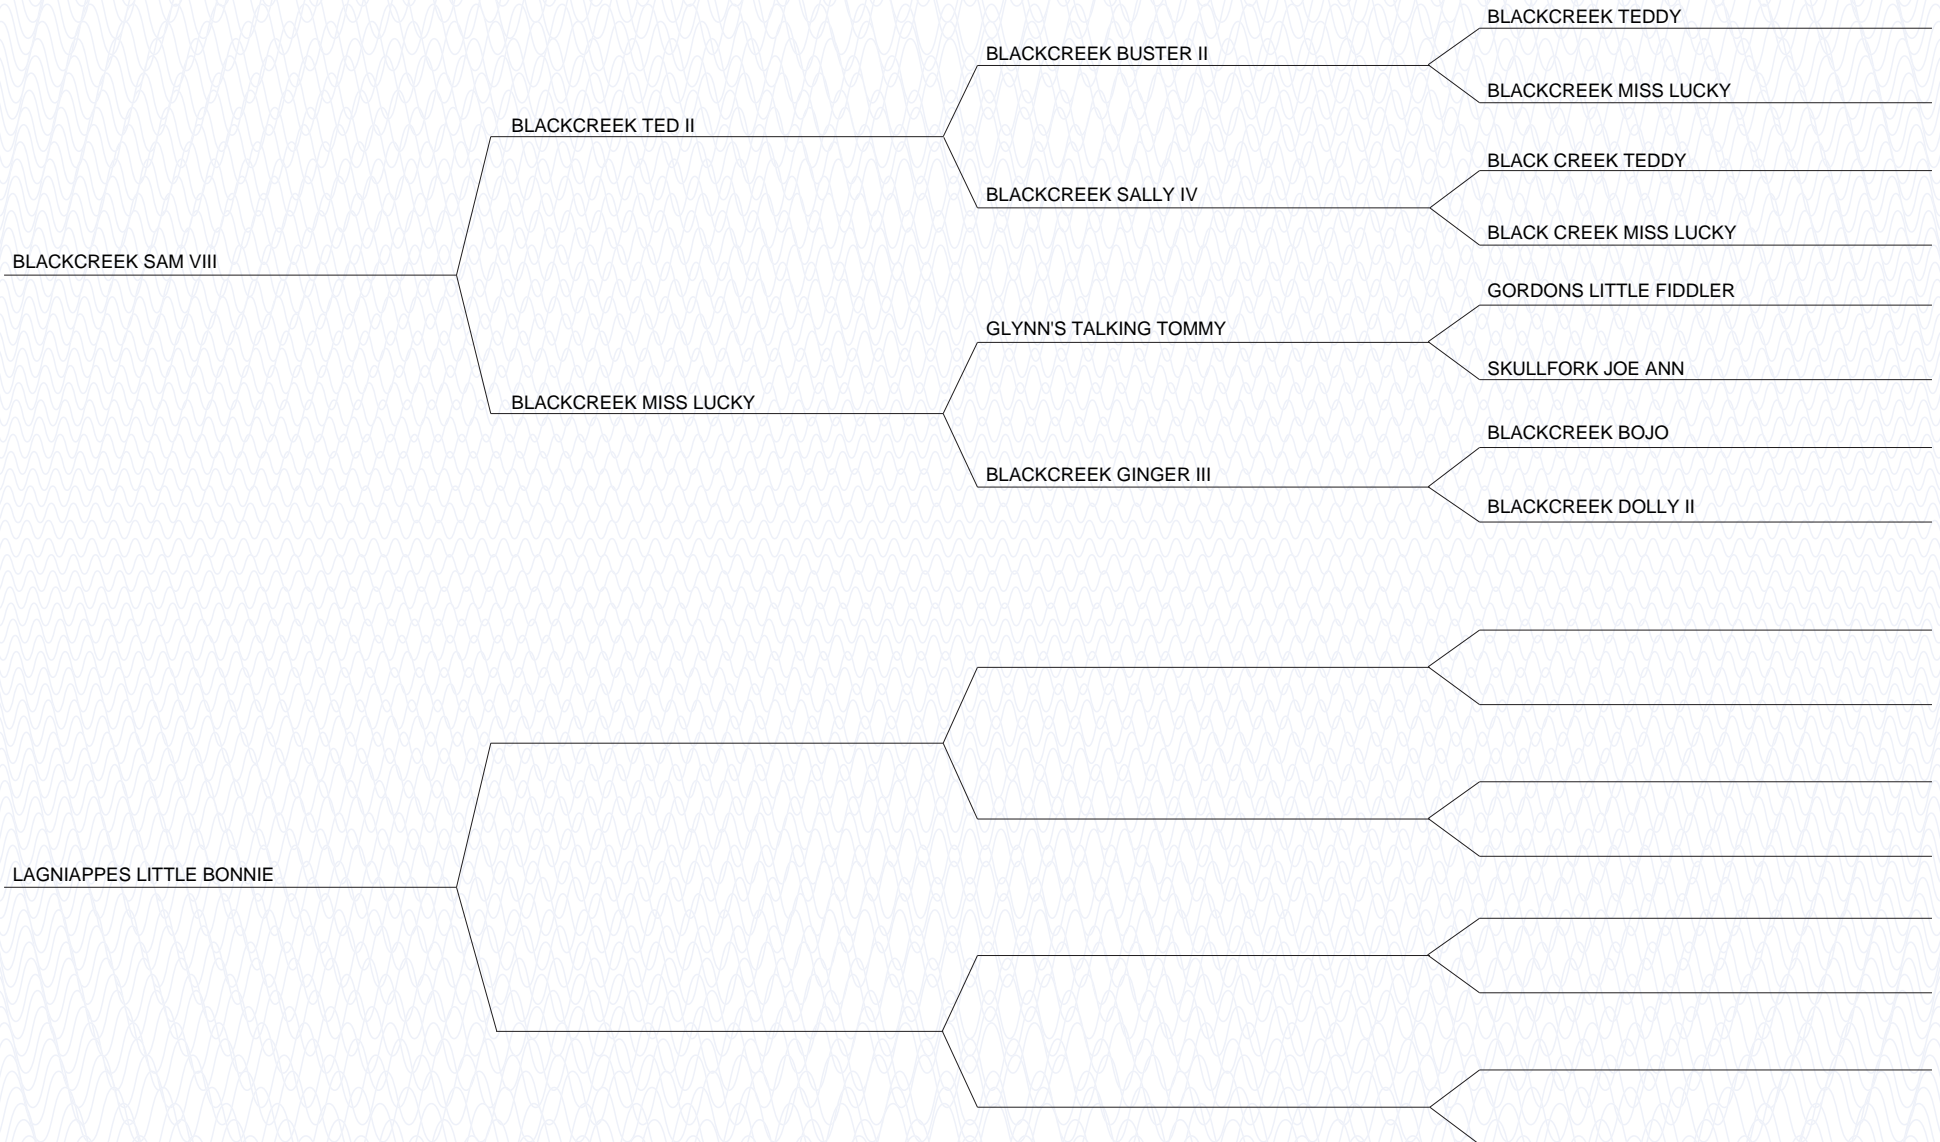 BLACKCREEK TEDDY
BLACKCREEK BUSTER II
BLACKCREEK MISS LUCKY
BLACKCREEK TED II
BLACK CREEK TEDDY
BLACKCREEK SALLY IV
BLACK CREEK MISS LUCKY
BLACKCREEK SAM VIII
GORDONS LITTLE FIDDLER
GLYNN'S TALKING TOMMY
SKULLFORK JOE ANN
BLACKCREEK MISS LUCKY
BLACKCREEK BOJO
BLACKCREEK GINGER III
BLACKCREEK DOLLY II
LAGNIAPPES LITTLE BONNIE